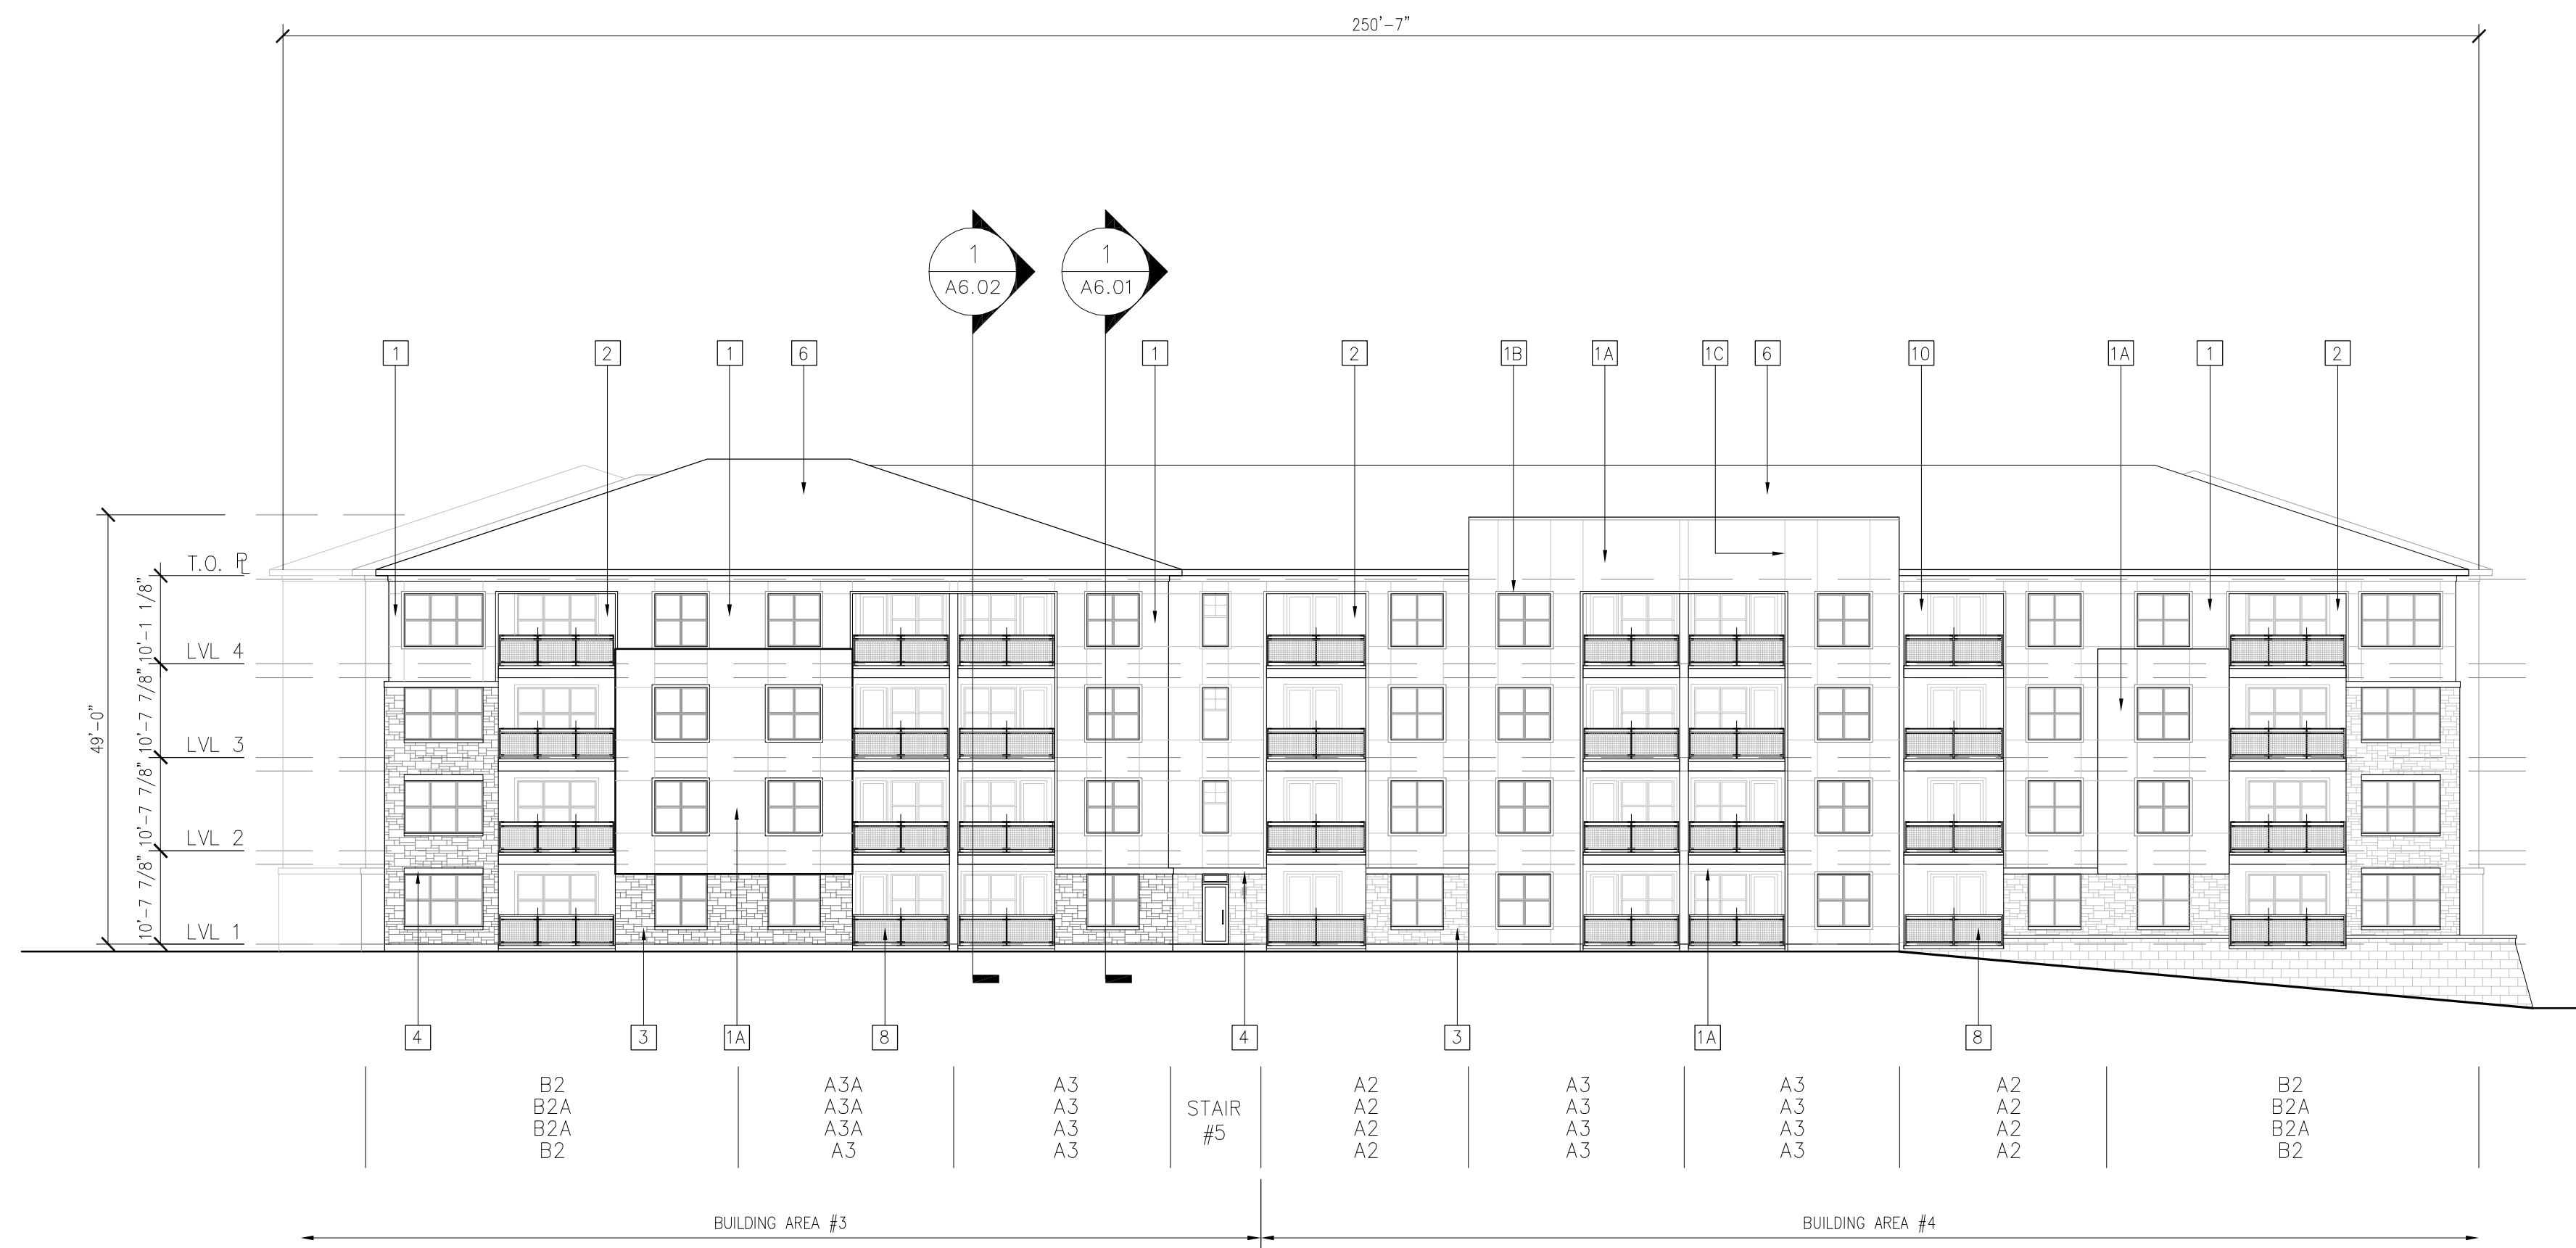 250'-7"
1
A6.02
1
A6.01
1
2
1
6
1
2
1B
1A
1C
6
10
1A
1
2
T.O. PL
LVL 4
LVL 3
LVL 2
LVL 1
10'-1 1/8"
10'-7 7/8"
10'-7 7/8"
10'-7 7/8"
49'-0"
4
3
1A
8
4
3
1A
8
B2
B2A
B2A
B2
A3A
A3A
A3A
A3
A3
A3
A3
A3
STAIR
#5
A2
A2
A2
A2
A3
A3
A3
A3
A3
A3
A3
A3
A2
A2
A2
A2
B2
B2A
B2A
B2
BUILDING AREA #3
BUILDING AREA #4